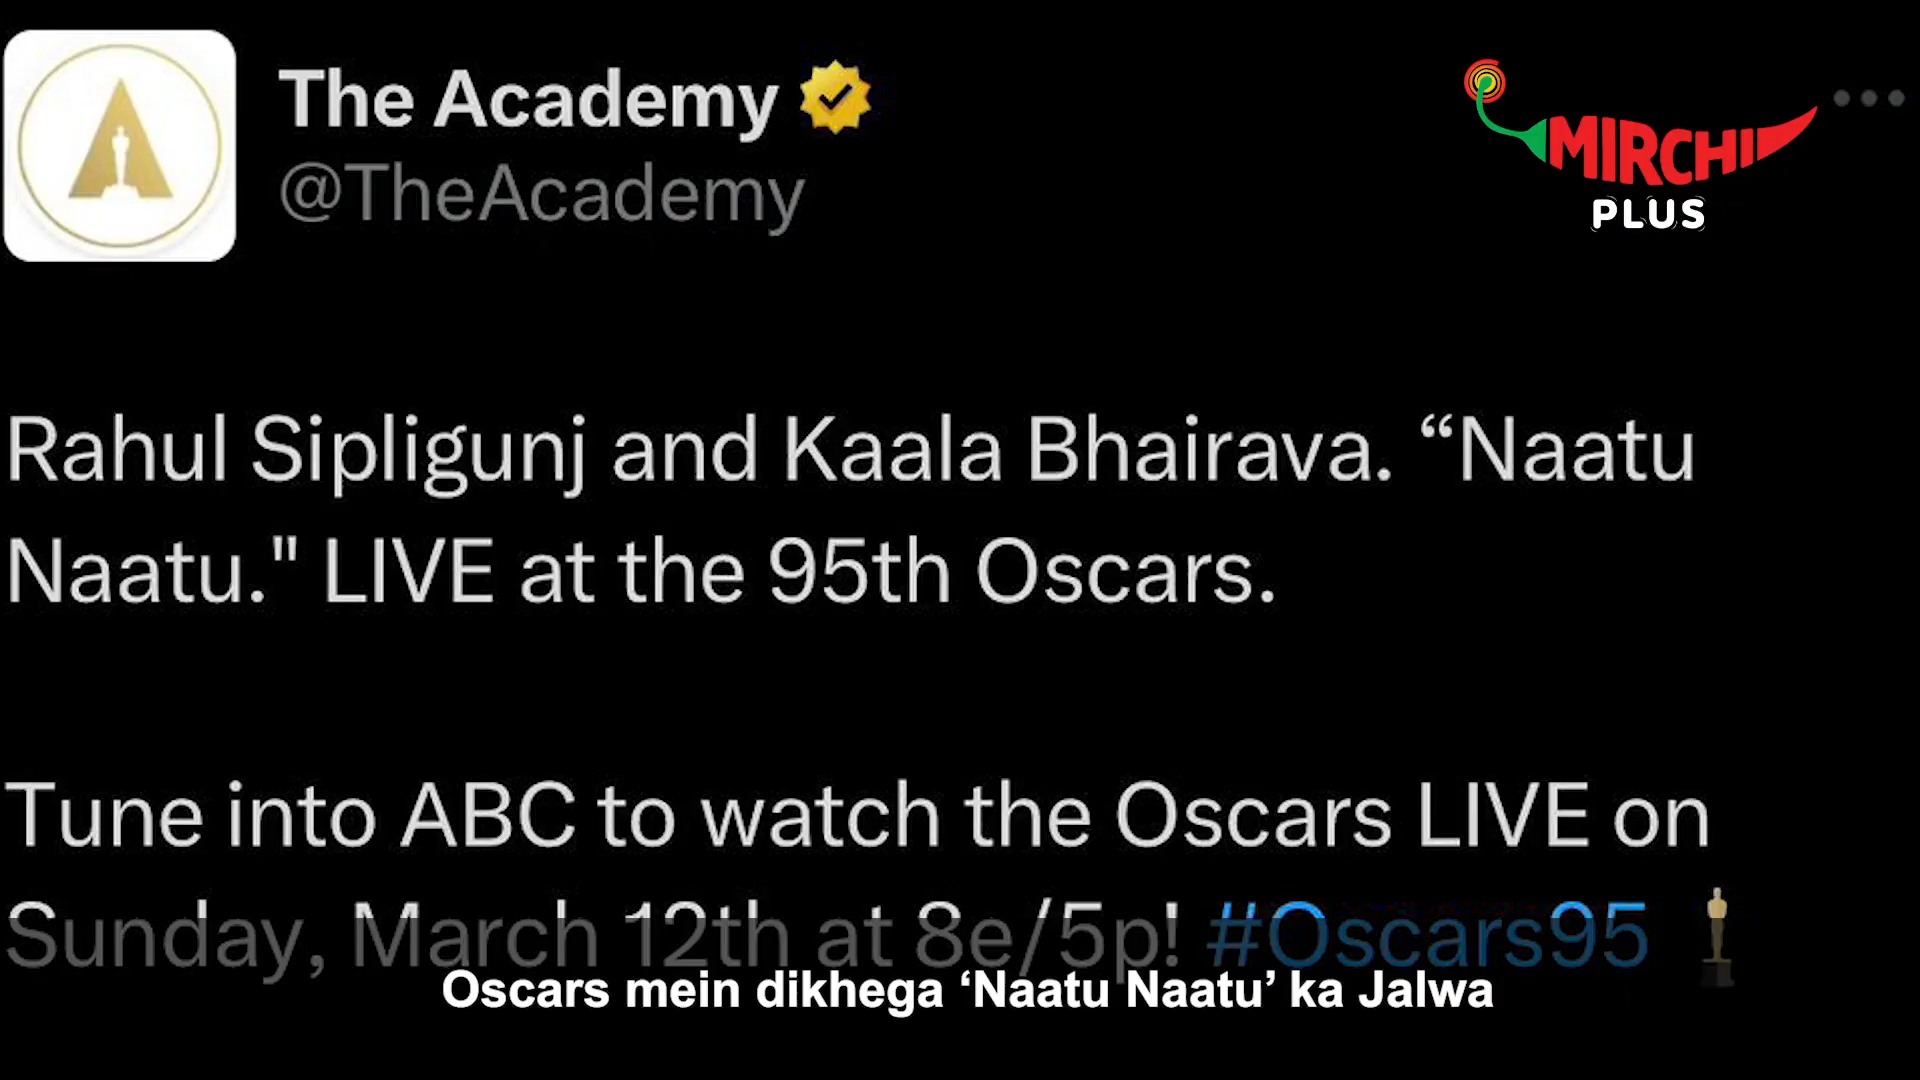 The Academy
@TheAcademy
MIRCHI
PLUS
Rahul Sipligunj and Kaala Bhairava. “Naatu
Naatu." LIVE at the 95th Oscars.
Tune into ABC to watch the Oscars LIVE on
Sunday, March 12th at 8e/5p! #Oscars95
Oscars mein dikhega ‘Naatu Naatu’ ka Jalwa